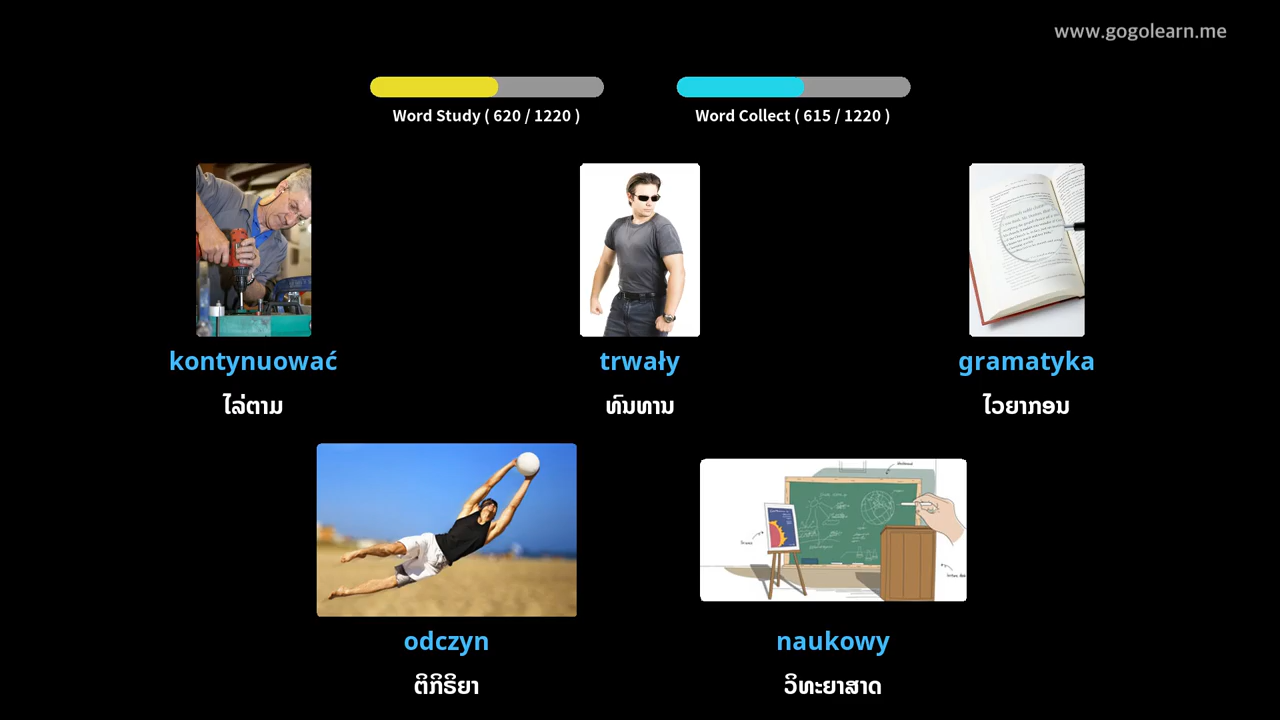 www.gogolearn.me
Word Study ( 620 / 1220 )
Word Collect ( 615 / 1220 )
kontynuować
trwały
gramatyka
ໄລ່ຕາມ
ທົນທານ
ໄວຍາກອນ
odczyn
naukowy
ຕິກິຣິຍາ
ວິທະຍາສາດ